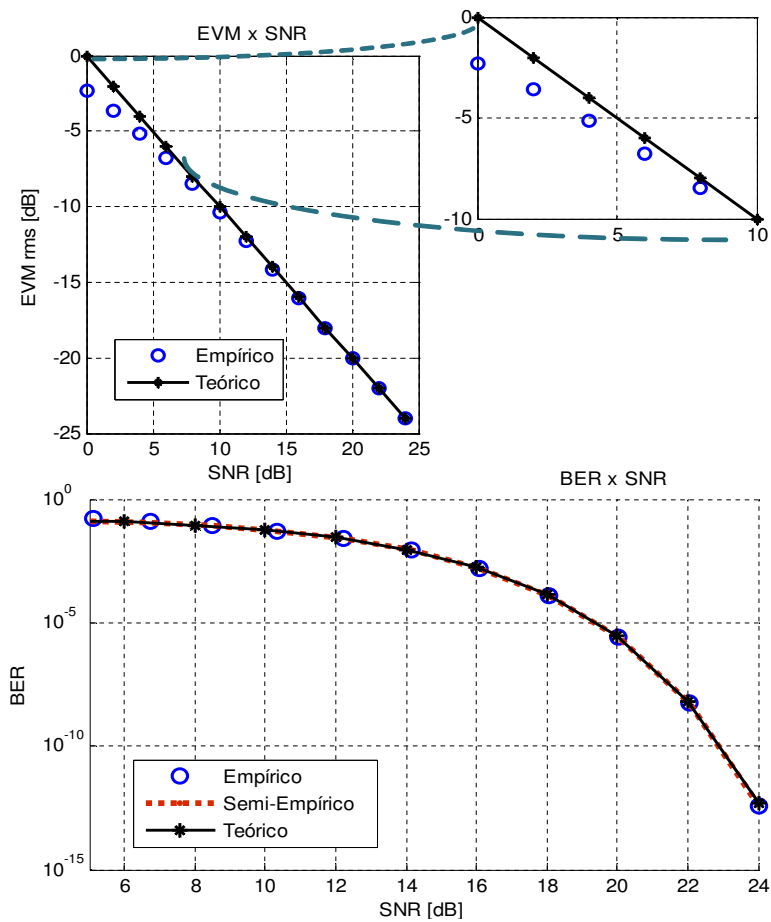 EVM x SNR
0
-5
-10
-15
-20
-25
EVM rms [dB]
Empírico
Teórico
0 5 10 15 20 25
SNR [dB]
0
-5
-10
0 5 10
BER x SNR
10^0
10^-5
10^-10
10^-15
BER
Empírico
Semi-Empírico
Teórico
6 8 10 12 14 16 18 20 22 24
SNR [dB]